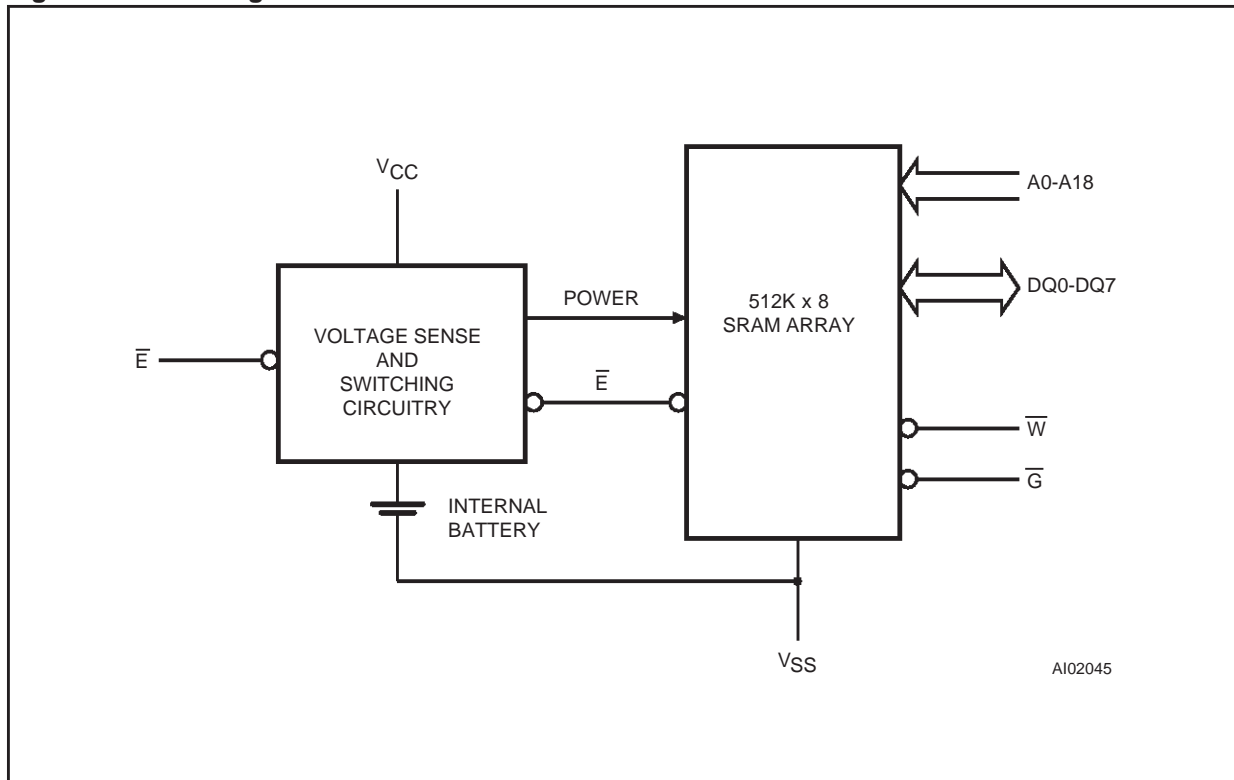 VCC
A0-A18
DQ0-DQ7
POWER
512K x 8
SRAM ARRAY
VOLTAGE SENSE
AND
SWITCHING
CIRCUITRY
E̅
E̅
W̅
G̅
INTERNAL
BATTERY
VSS
AI02045